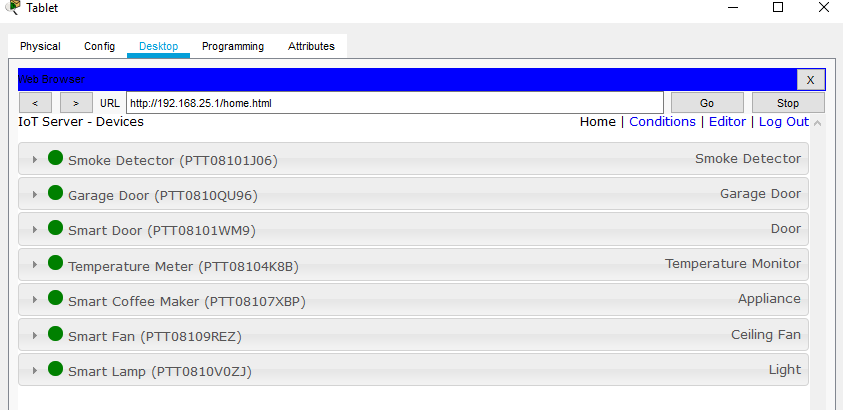 Tablet
Physical Config Desktop Programming Attributes
Web Browser X
< > URL http://192.168.25.1/home.html Go Stop
IoT Server - Devices Home | Conditions | Editor | Log Out
Smoke Detector (PTT08101J06) Smoke Detector
Garage Door (PTT0810QU96) Garage Door
Smart Door (PTT08101WM9) Door
Temperature Meter (PTT08104K8B) Temperature Monitor
Smart Coffee Maker (PTT08107XBP) Appliance
Smart Fan (PTT08109REZ) Ceiling Fan
Smart Lamp (PTT0810V0ZJ) Light